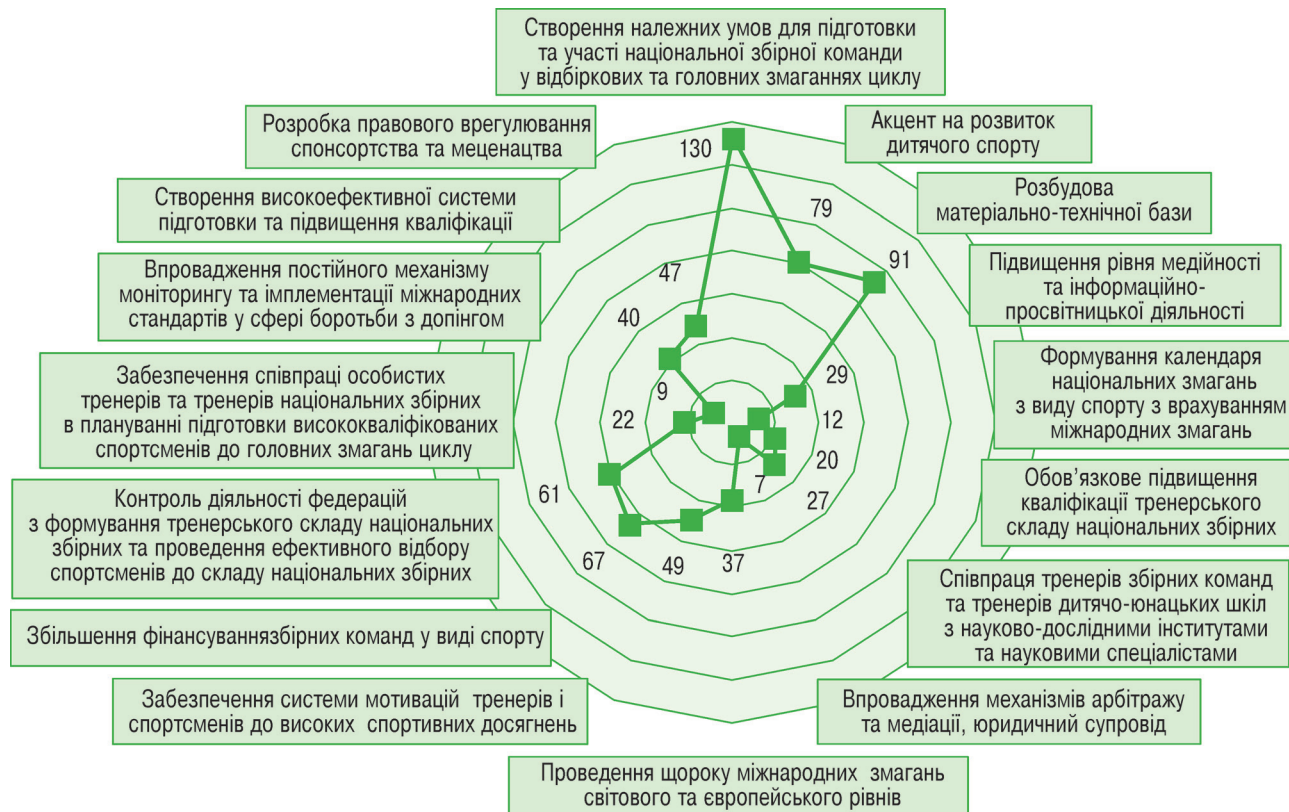 Створення належних умов для підготовки
та участі національної збірної команди
у відбіркових та головних змаганнях циклу
Акцент на розвиток
дитячого спорту
Розбудова
матеріально-технічної бази
Підвищення рівня медійності
та інформаційно-
просвітницької діяльності
Формування календаря
національних змагань
з виду спорту з врахуванням
міжнародних змагань
Обов’язкове підвищення
кваліфікації тренерського
складу національних збірних
Співпраця тренерів збірних команд
та тренерів дитячо-юнацьких шкіл
з науково-дослідними інститутами
та науковими спеціалістами
Впровадження механізмів арбітражу
та медіації, юридичний супровід
Проведення щороку міжнародних змагань
світового та європейського рівнів
Забезпечення системи мотивацій тренерів і
спортсменів до високих спортивних досягнень
Збільшення фінансуваннязбірних команд у виді спорту
Контроль діяльності федерацій
з формування тренерського складу національних
збірних та проведення ефективного відбору
спортсменів до складу національних збірних
Забезпечення співпраці особистих
тренерів та тренерів національних збірних
в плануванні підготовки висококваліфікованих
спортсменів до головних змагань циклу
Впровадження постійного механізму
моніторингу та імплементації міжнародних
стандартів у сфері боротьби з допінгом
Створення високоефективної системи
підготовки та підвищення кваліфікації
Розробка правового врегулювання
спонсортства та меценацтва
130
79
91
29
12
20
27
7
37
49
67
61
22
9
40
47